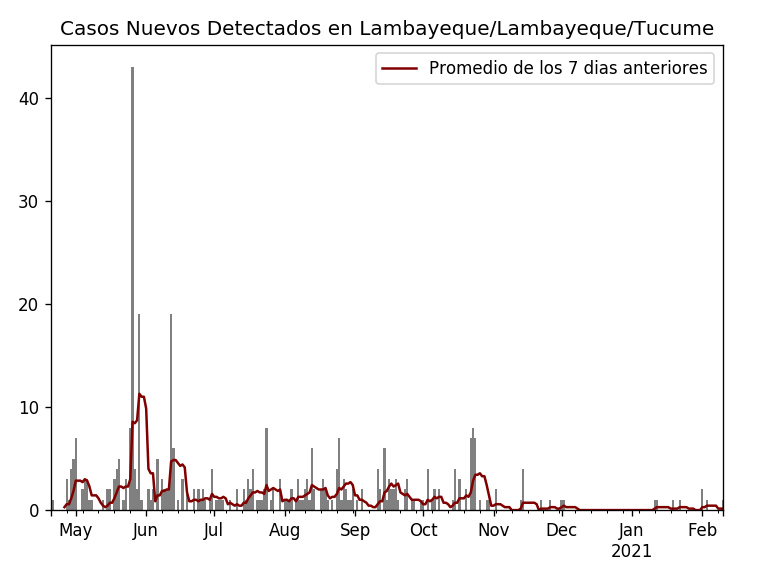 Casos Nuevos Detectados en Lambayeque/Lambayeque/Tucume
Promedio de los 7 dias anteriores
40
30
20
10
0
May Jun Jul Aug Sep Oct Nov Dec Jan Feb
2021